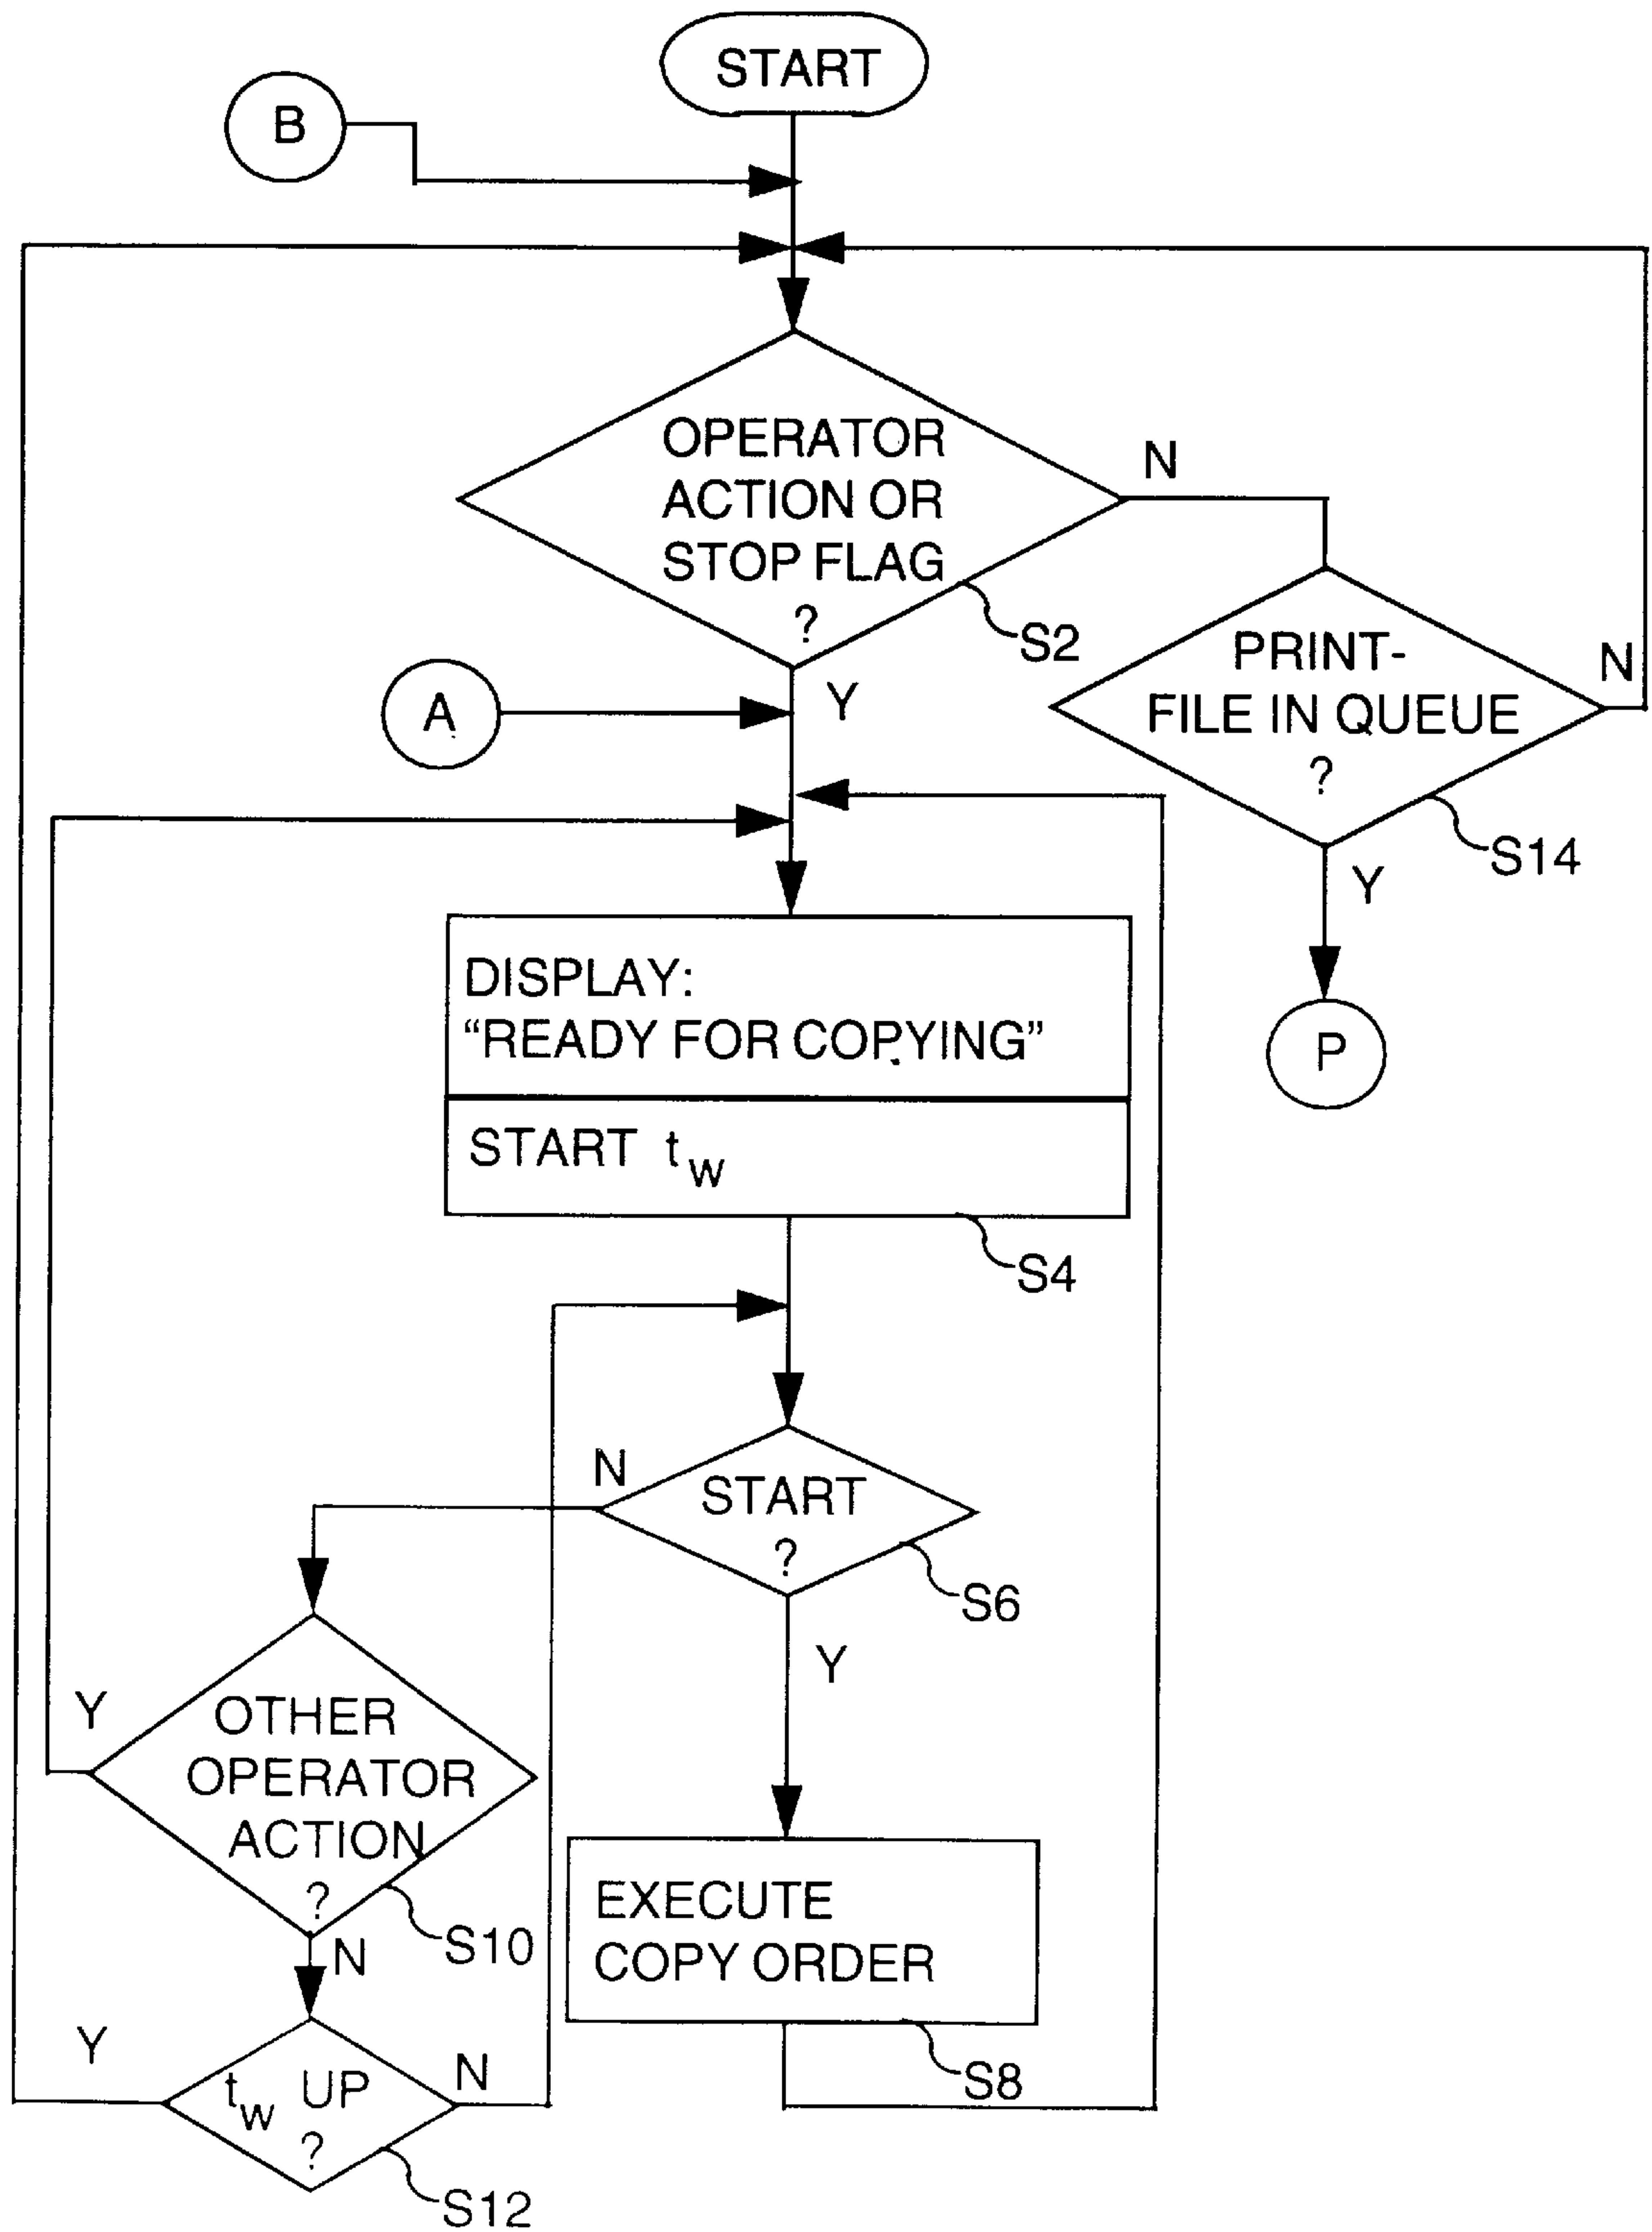 START
B
OPERATOR
ACTION OR
STOP FLAG
?
N
S2
PRINT-
FILE IN QUEUE
?
N
S14
Y
P
A
Y
DISPLAY:
“READY FOR COPYING”
START tw
S4
START
?
N
S6
Y
OTHER
OPERATOR
ACTION
?
Y
S10
N
EXECUTE
COPY ORDER
S8
tw UP
?
Y
N
S12